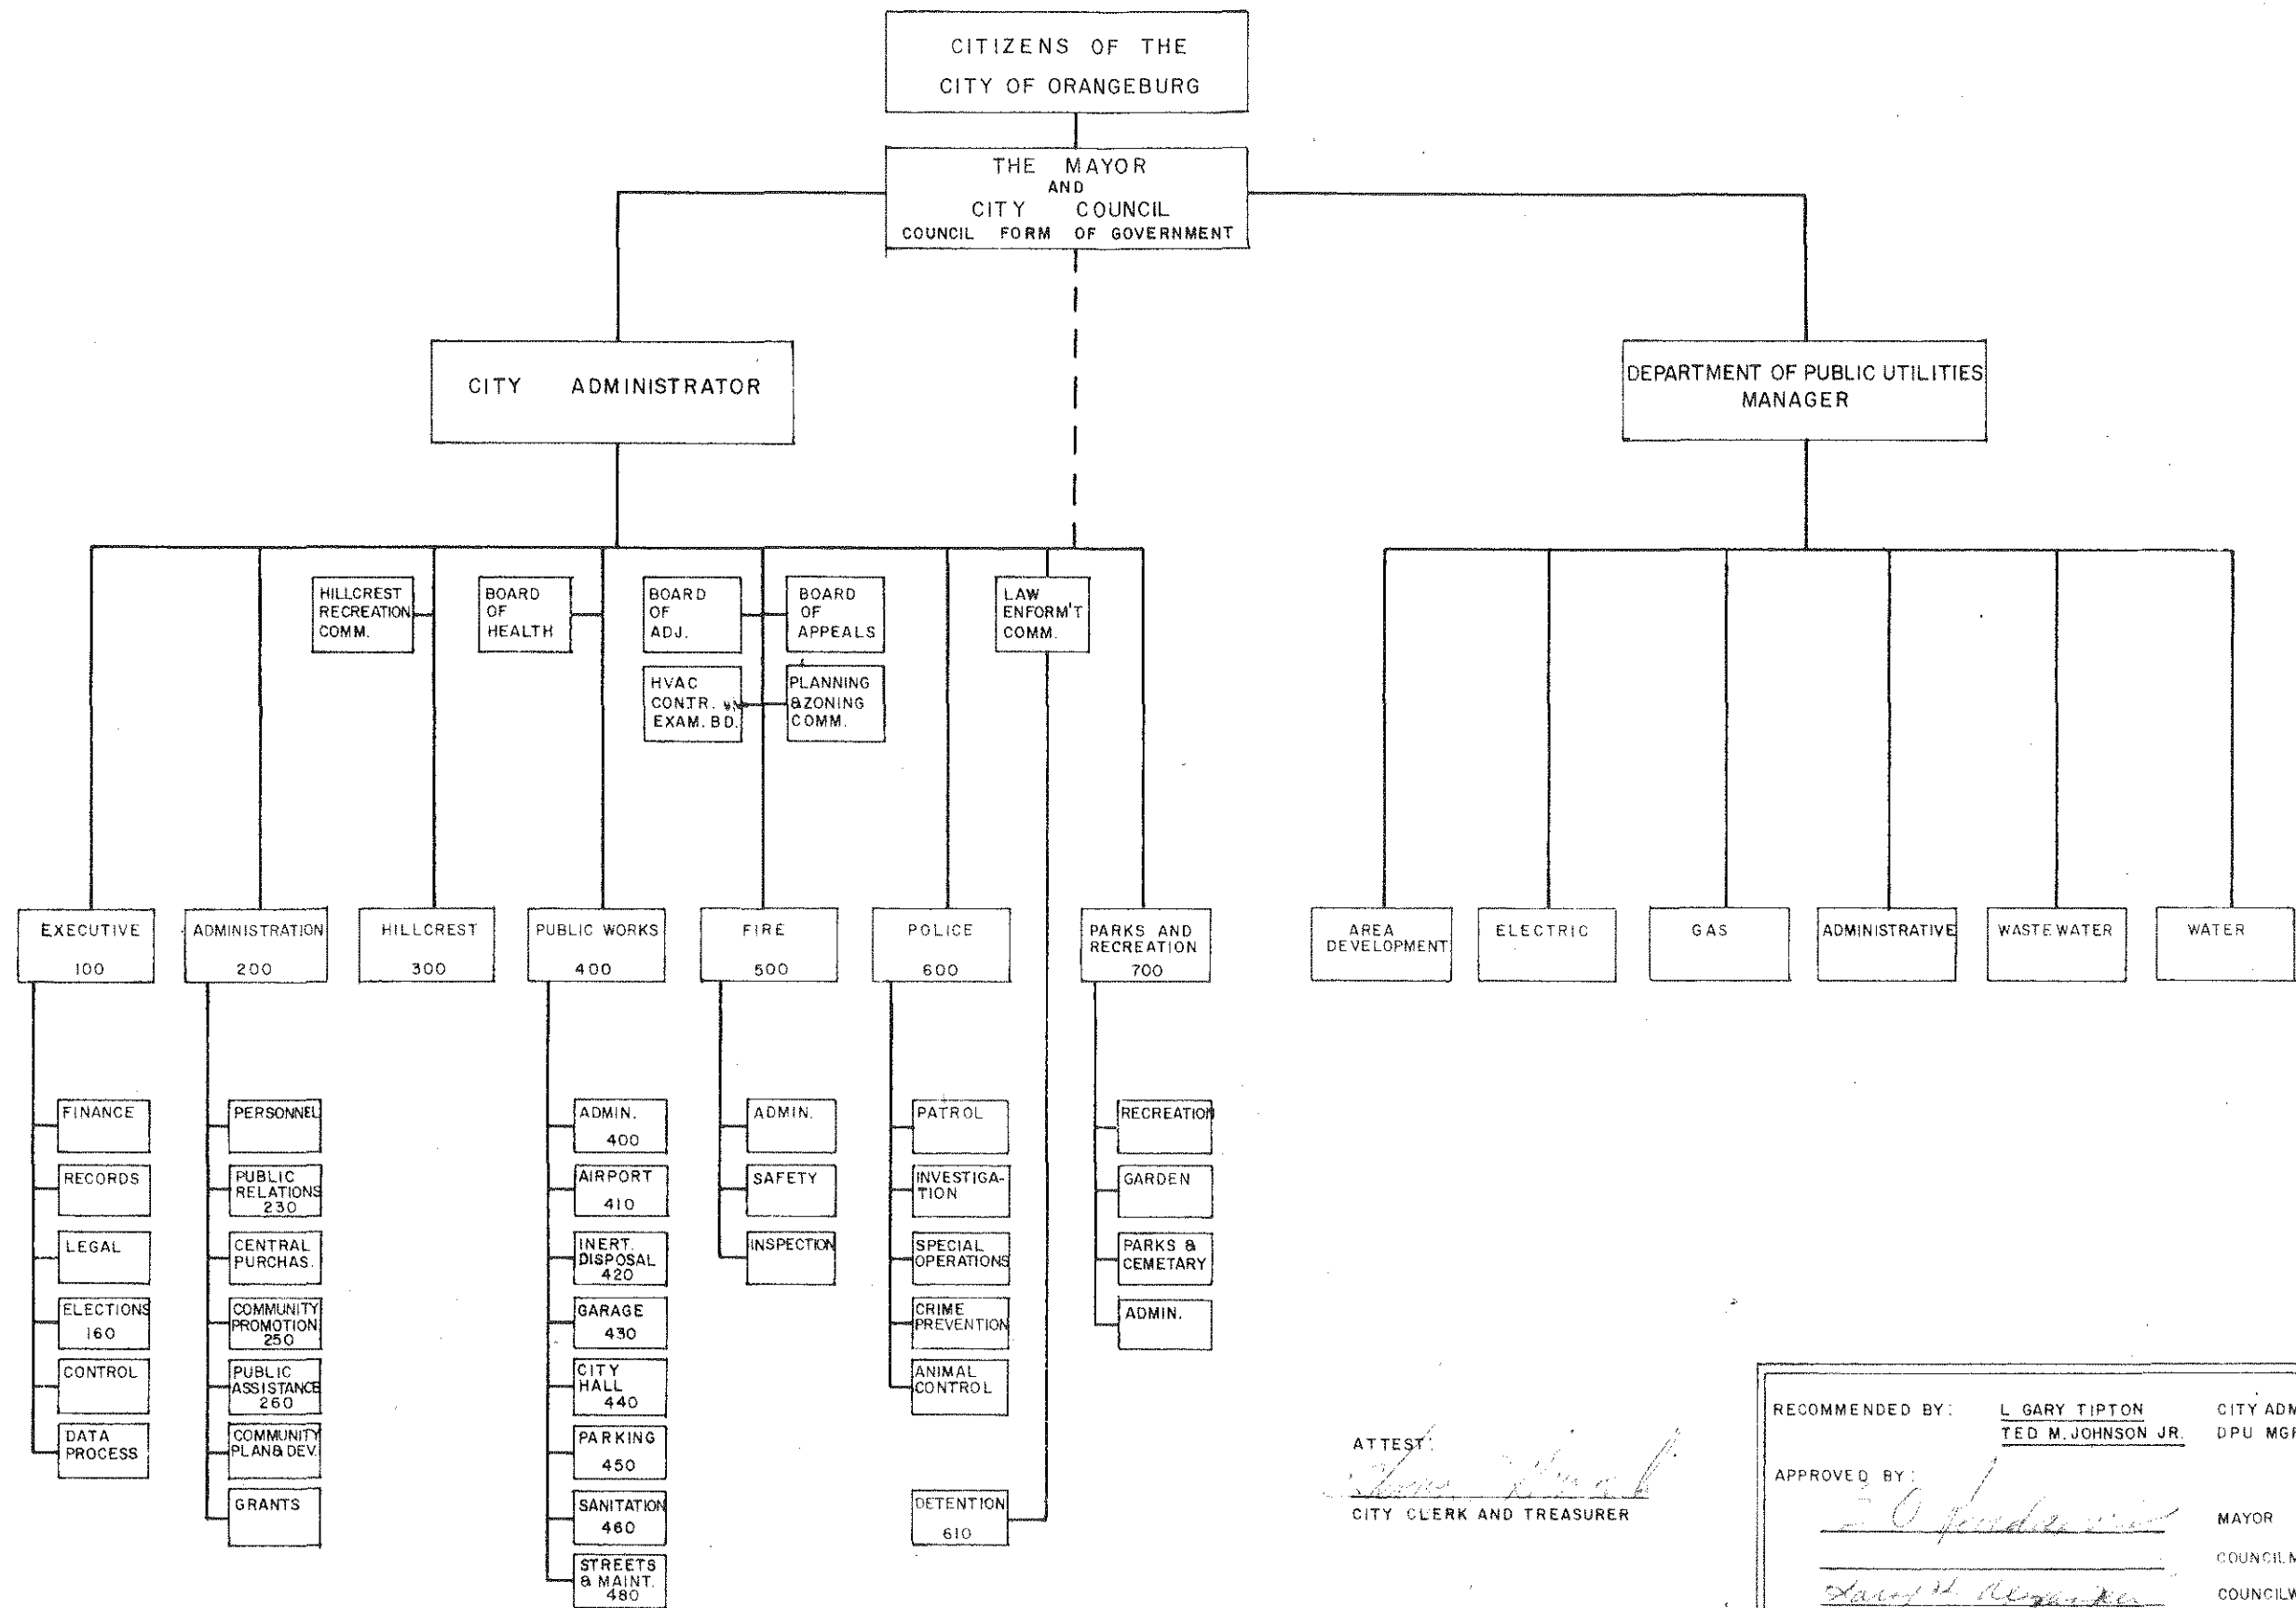 CITIZENS OF THE
CITY OF ORANGEBURG
THE MAYOR
AND
CITY COUNCIL
COUNCIL FORM OF GOVERNMENT
CITY ADMINISTRATOR
DEPARTMENT OF PUBLIC UTILITIES
MANAGER
HILLCREST
RECREATION
COMM.
BOARD
OF
HEALTH
BOARD
OF
ADJ.
BOARD
OF
APPEALS
LAW
ENFORM'T
COMM.
HVAC
CONTR.
EXAM. BD.
PLANNING
&ZONING
COMM.
EXECUTIVE
100
ADMINISTRATION
200
HILLCREST
300
PUBLIC WORKS
400
FIRE
500
POLICE
600
PARKS AND
RECREATION
700
AREA
DEVELOPMENT
ELECTRIC
GAS
ADMINISTRATIVE
WASTEWATER
WATER
FINANCE
RECORDS
LEGAL
ELECTIONS
160
CONTROL
DATA
PROCESS
PERSONNEL
PUBLIC
RELATIONS
230
CENTRAL
PURCHAS.
COMMUNITY
PROMOTION
250
PUBLIC
ASSISTANCE
260
COMMUNITY
PLAN& DEV.
GRANTS
ADMIN.
400
AIRPORT
410
INERT.
DISPOSAL
420
GARAGE
430
CITY
HALL
440
PARKING
450
SANITATION
460
STREETS
& MAINT.
480
ADMIN.
SAFETY
INSPECTION
PATROL
INVESTIGA-
TION
SPECIAL
OPERATIONS
CRIME
PREVENTION
ANIMAL
CONTROL
DETENTION
610
RECREATION
GARDEN
PARKS &
CEMETARY
ADMIN.
ATTEST:
CITY CLERK AND TREASURER
RECOMMENDED BY: L GARY TIPTON CITY ADM
TED M. JOHNSON JR. DPU MGR
APPROVED BY:
MAYOR
COUNCILM
COUNCILW